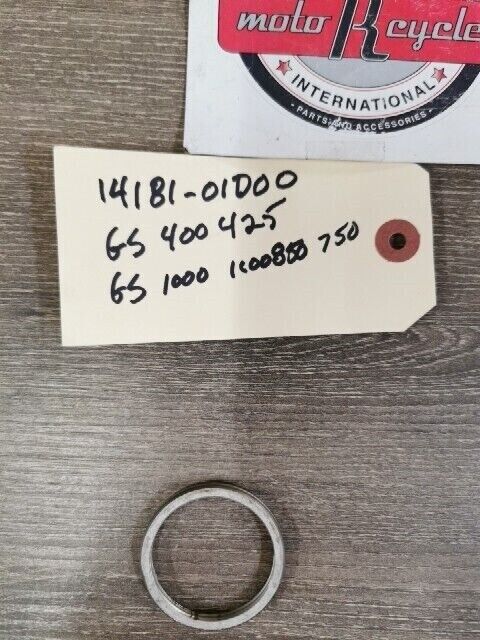 moto R cycle
INTERNATIONAL
- PARTS AND ACCESSORIES -
14181-01D00
GS 400 425
GS 1000 1100 850 750